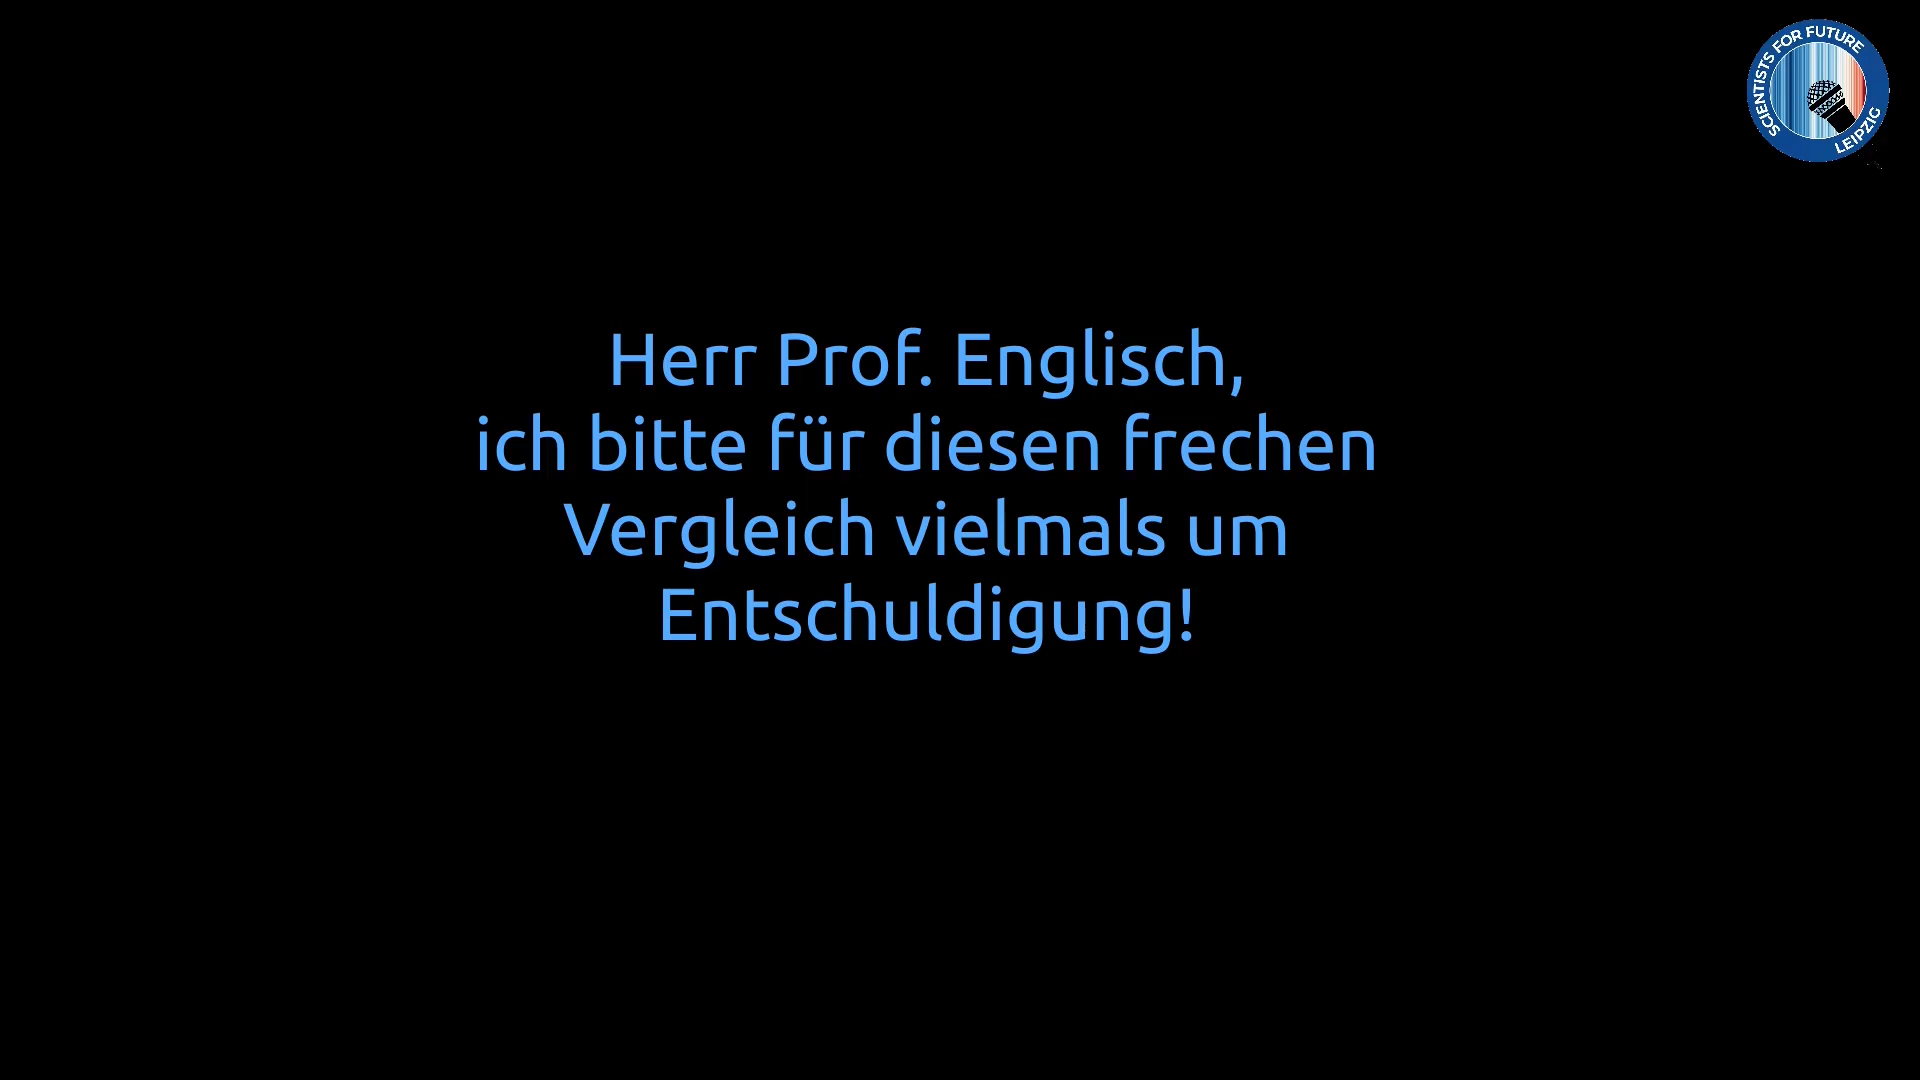 SCIENTISTS FOR FUTURE
LEIPZIG
Herr Prof. Englisch,
ich bitte für diesen frechen
Vergleich vielmals um
Entschuldigung!